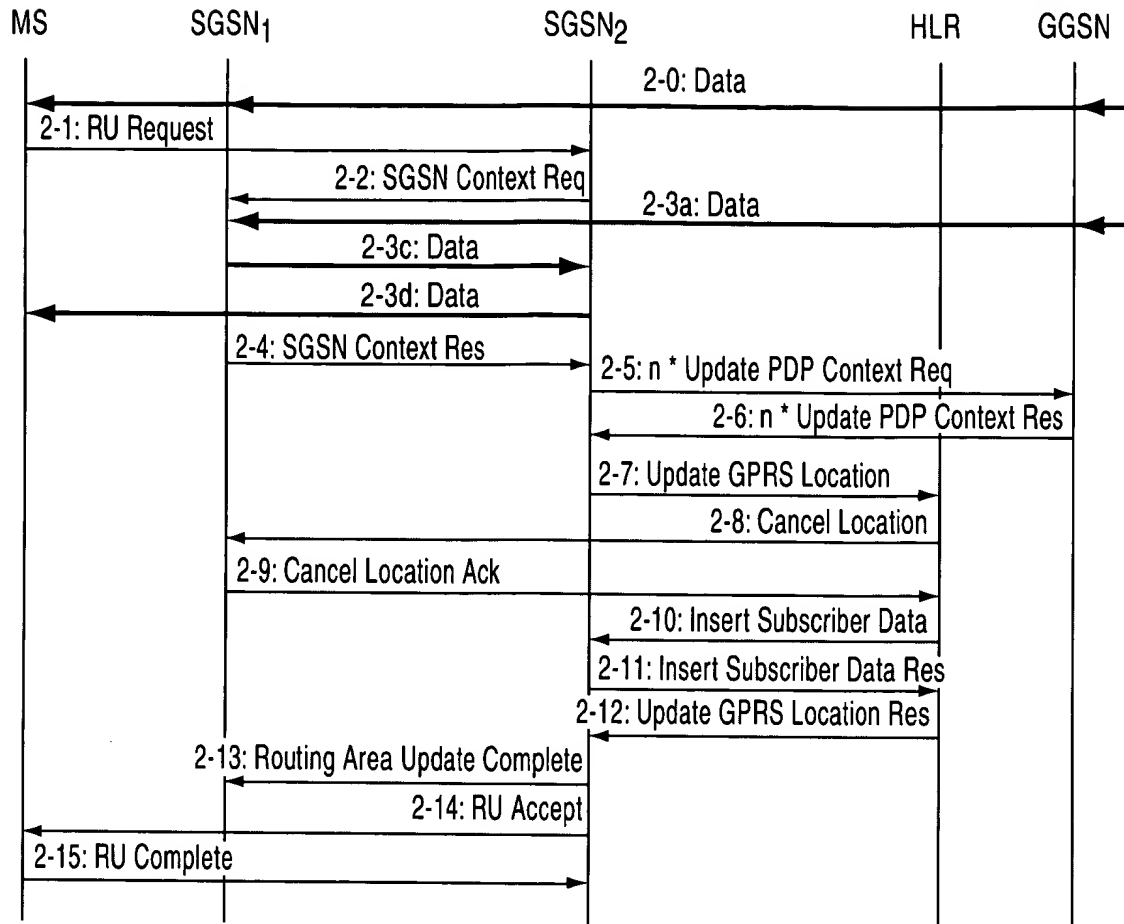 MS SGSN1 SGSN2 HLR GGSN
2-0: Data
2-1: RU Request
2-2: SGSN Context Req
2-3a: Data
2-3c: Data
2-3d: Data
2-4: SGSN Context Res
2-5: n * Update PDP Context Req
2-6: n * Update PDP Context Res
2-7: Update GPRS Location
2-8: Cancel Location
2-9: Cancel Location Ack
2-10: Insert Subscriber Data
2-11: Insert Subscriber Data Res
2-12: Update GPRS Location Res
2-13: Routing Area Update Complete
2-14: RU Accept
2-15: RU Complete